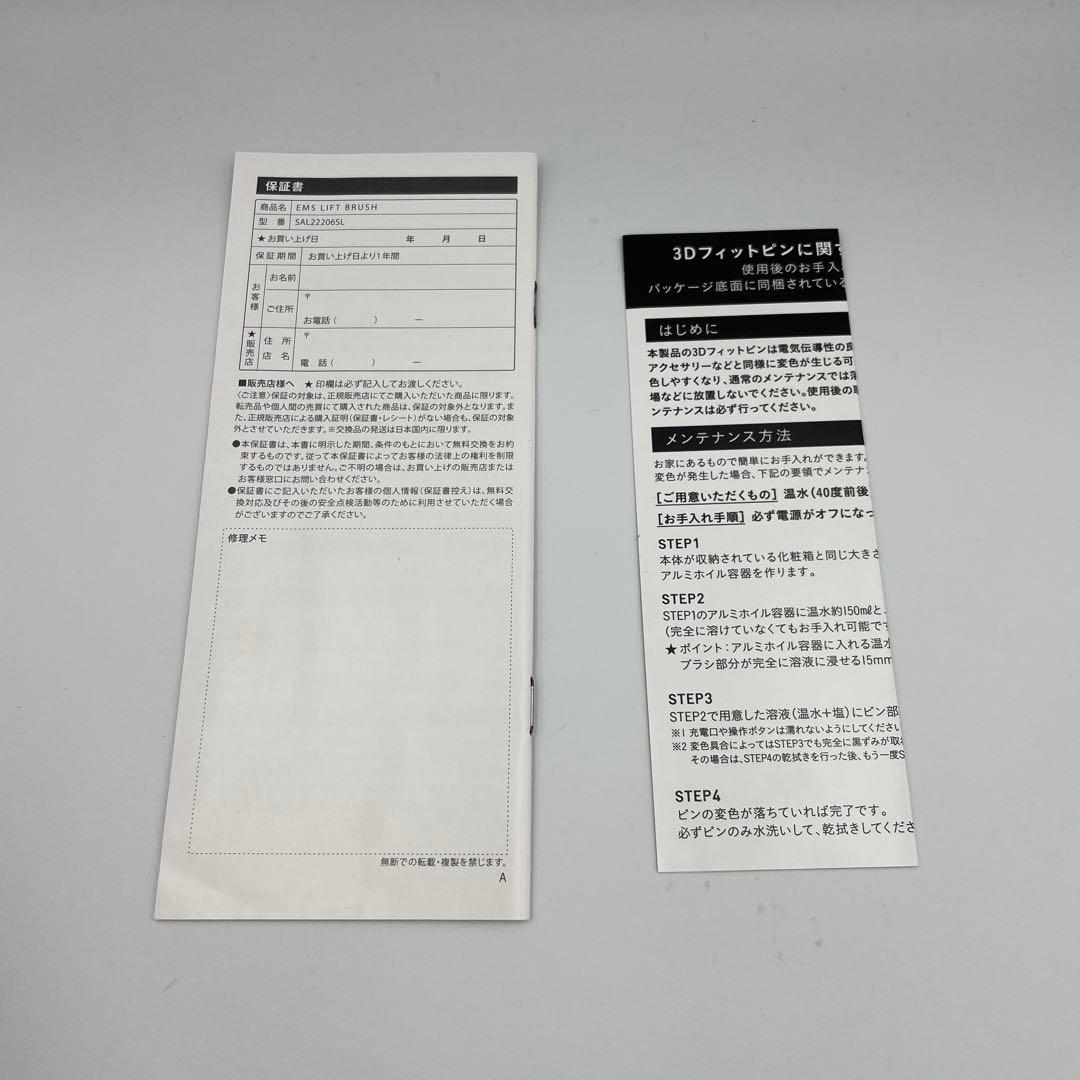 保証書
商品名 EMS LIFT BRUSH
型 番 SAL22206SL
★お買い上げ日 年 月 日
保証期間 お買い上げ日より1年間
お客様
お名前
ご住所 〒
お電話( ) ー
★販売店
住 所 〒
店 名
電 話( ) ー
■販売店様へ ★印欄は必ず記入してお渡しください。
〈ご注意〉保証の対象は、正規販売店にてご購入いただいた商品に限ります。
転売品や個人間の売買にて購入された商品は、保証の対象外となります。ま
た、正規販売店による購入証明(保証書・レシート)がない場合も、保証の対象
外とさせていただきます。※交換品の発送は日本国内に限ります。
●本保証書は、本書に明示した期間、条件のもとにおいて無料交換をお約
束するものです。従って本保証書によってお客様の法律上の権利を制限
するものではありません。ご不明の場合は、お買い上げの販売店または
お客様窓口にお問い合わせください。
●保証書にご記入いただいたお客様の個人情報(保証書控え)は、無料交
換対応及びその後の安全点検活動等のために利用させていただく場合
がございますのでご了承ください。
修理メモ
無断での転載・複製を禁じます。
A
3Dフィットピンに関す
使用後のお手入
パッケージ底面に同梱されている
はじめに
本製品の3Dフィットピンは電気伝導性の良
アクセサリーなどと同様に変色が生じる可
色しやすくなり、通常のメンテナンスでは落
場などに放置しないでください。使用後の
ンテナンスは必ず行ってください。
メンテナンス方法
お家にあるもので簡単にお手入れができます。
変色が発生した場合、下記の要領でメンテナ
[ご用意いただくもの] 温水(40度前後
[お手入れ手順] 必ず電源がオフになっ
STEP1
本体が収納されている化粧箱と同じ大きさ
アルミホイル容器を作ります。
STEP2
STEP1のアルミホイル容器に温水約150mℓと、
(完全に溶けていなくてもお手入れ可能です
★ポイント:アルミホイル容器に入れる温水
ブラシ部分が完全に溶液に浸せる15mm
STEP3
STEP2で用意した溶液(温水+塩)にピン部
※1 充電口や操作ボタンは濡れないようにしてください
※2 変色具合によってはSTEP3でも完全に黒ずみが取れ
その場合は、STEP4の乾拭きを行った後、もう一度S
STEP4
ピンの変色が落ちていれば完了です。
必ずピンのみ水洗いして、乾拭きしてくださ